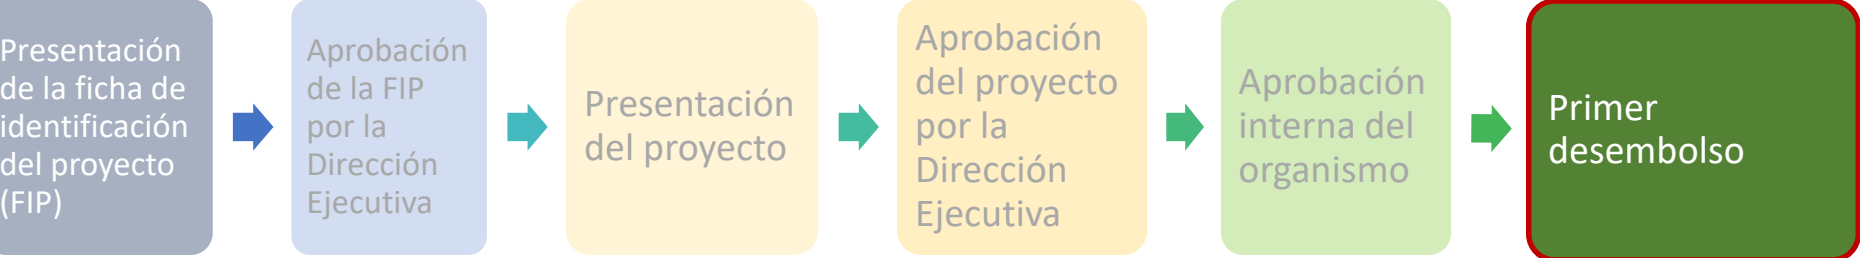 Presentación
de la ficha de
identificación
del proyecto
(FIP)
Aprobación
de la FIP
por la
Dirección
Ejecutiva
Presentación
del proyecto
Aprobación
del proyecto
por la
Dirección
Ejecutiva
Aprobación
interna del
organismo
Primer
desembolso